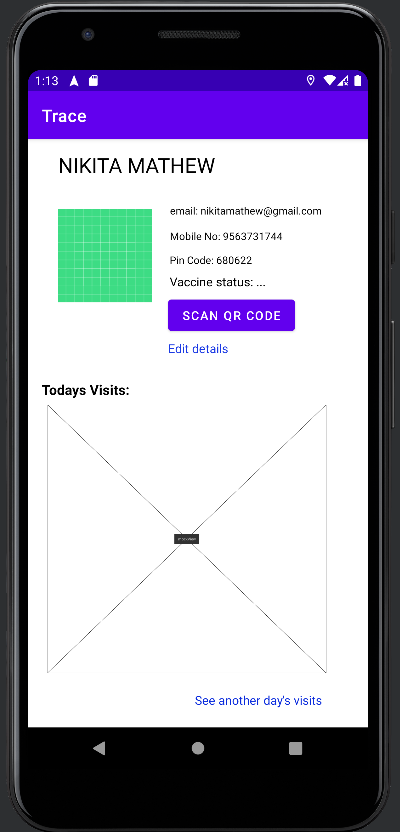 1:13
Trace
NIKITA MATHEW
email: nikitamathew@gmail.com
Mobile No: 9563731744
Pin Code: 680622
Vaccine status: ...
SCAN QR CODE
Edit details
Todays Visits:
See another day's visits